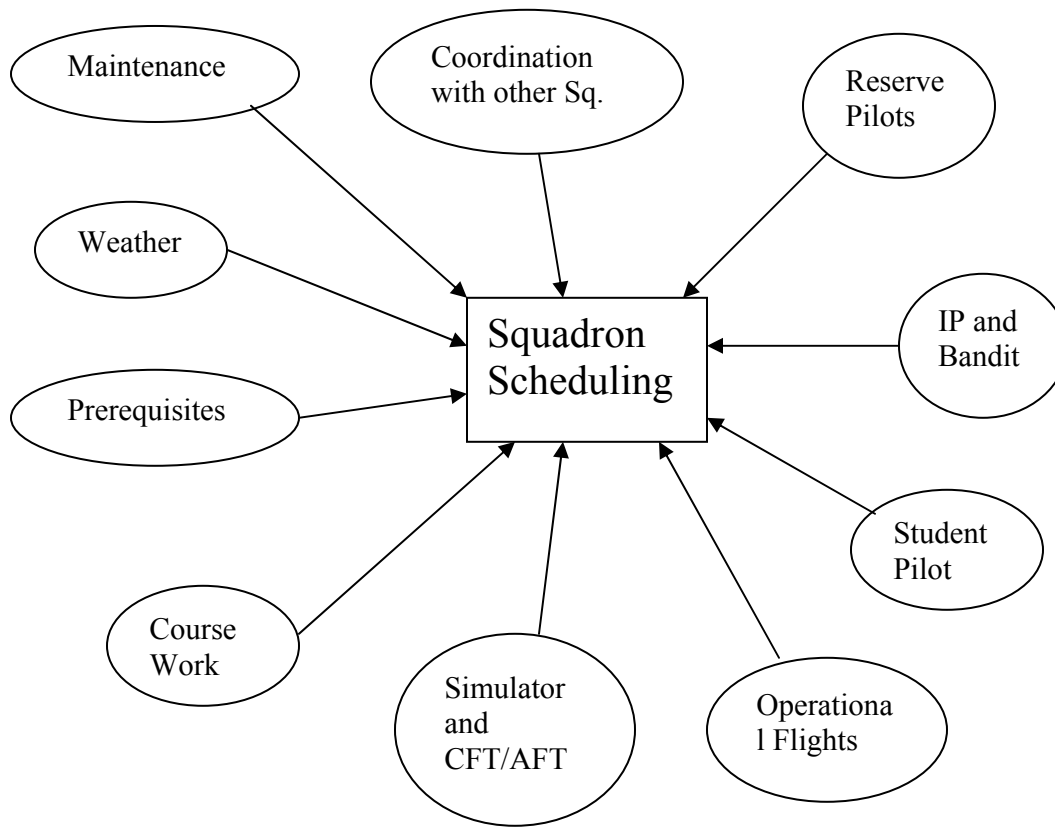 Maintenance
Coordination
with other Sq.
Reserve
Pilots
Weather
Squadron
Scheduling
IP and
Bandit
Prerequisites
Student
Pilot
Course
Work
Simulator
and
CFT/AFT
Operationa
l Flights